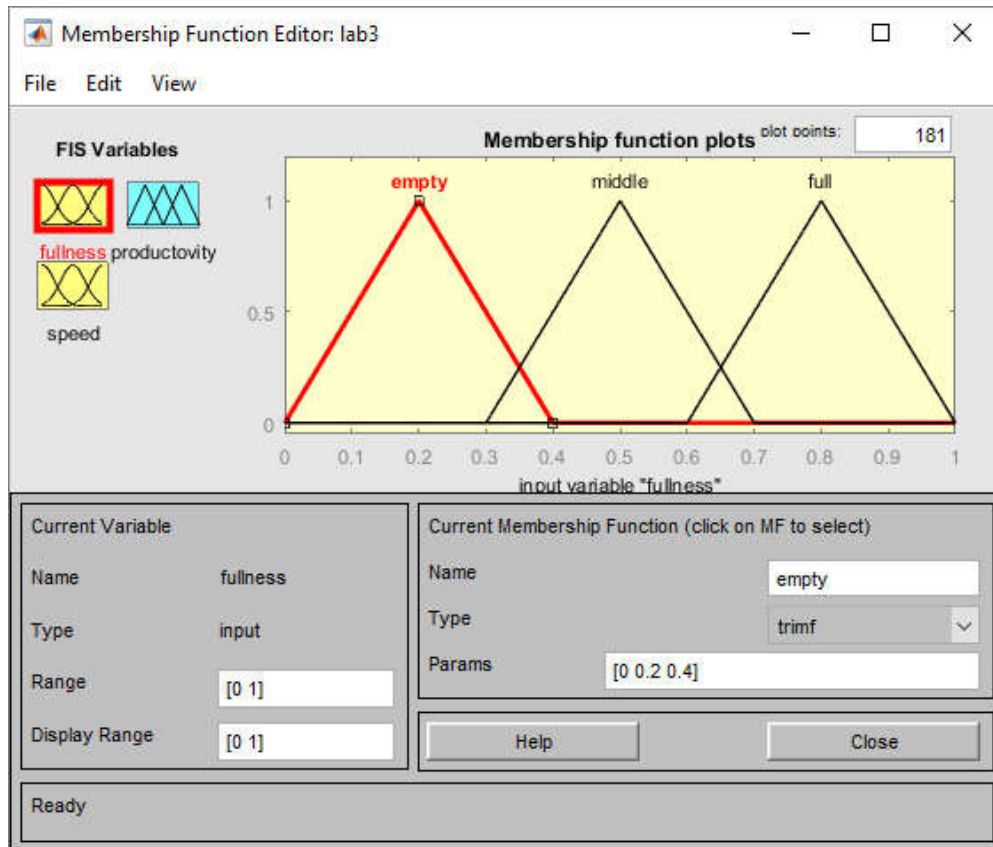 Membership Function Editor: lab3
File Edit View
FIS Variables
fullness productovity
speed
Membership function plots
plot points:
181
empty middle full
1
0.5
0
0 0.1 0.2 0.3 0.4 0.5 0.6 0.7 0.8 0.9 1
input variable "fullness"
Current Variable
Name fullness
Type input
Range [0 1]
Display Range [0 1]
Current Membership Function (click on MF to select)
Name empty
Type trimf
Params [0 0.2 0.4]
Help Close
Ready